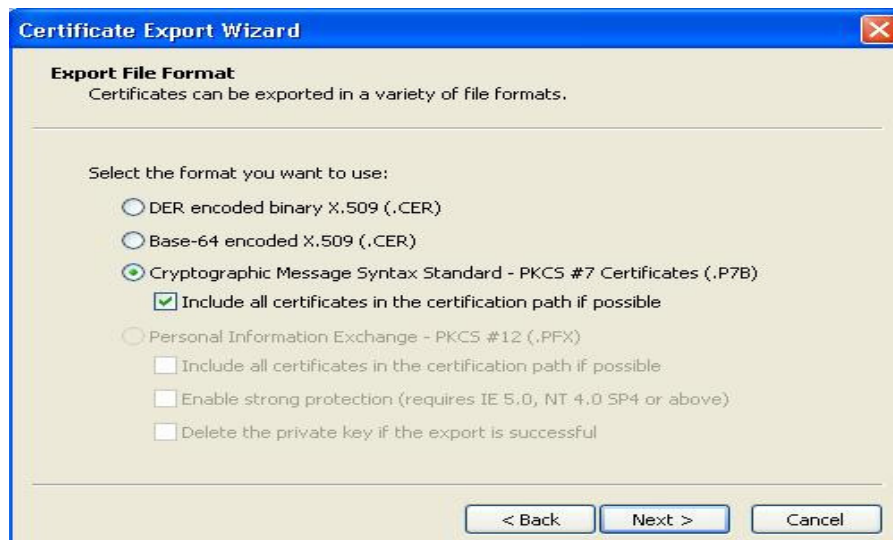 Certificate Export Wizard
Export File Format
Certificates can be exported in a variety of file formats.
Select the format you want to use:
DER encoded binary X.509 (.CER)
Base-64 encoded X.509 (.CER)
Cryptographic Message Syntax Standard - PKCS #7 Certificates (.P7B)
Include all certificates in the certification path if possible
Personal Information Exchange - PKCS #12 (.PFX)
Include all certificates in the certification path if possible
Enable strong protection (requires IE 5.0, NT 4.0 SP4 or above)
Delete the private key if the export is successful
< Back Next > Cancel